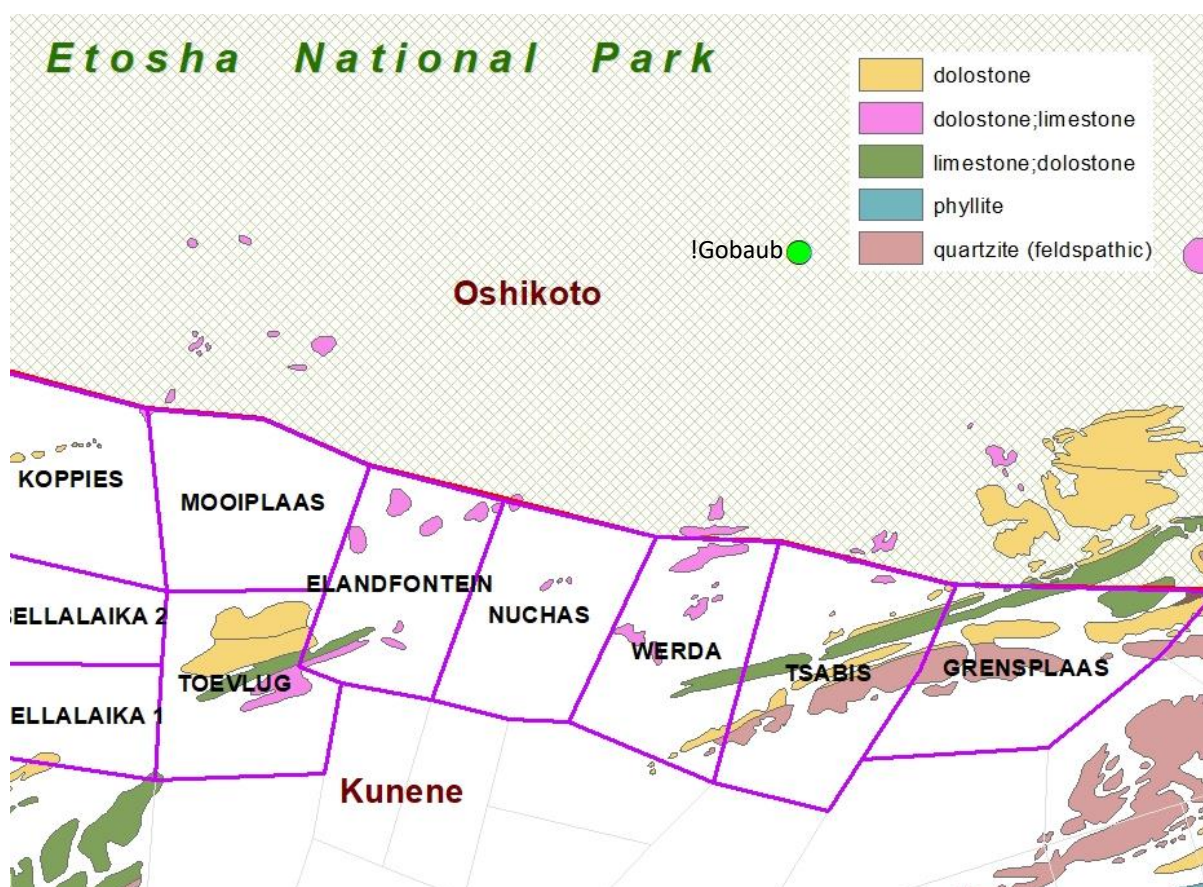 Etosha National Park
dolostone
dolostone;limestone
limestone;dolostone
phyllite
quartzite (feldspathic)
!Gobaub
Oshikoto
KOPPIES
MOOIPLAAS
ELANDFONTEIN
NUCHAS
BELLALAIKA 2
WERDA
TSABIS
GRENSPLAAS
TOEVLUG
ELLALAIKA 1
Kunene